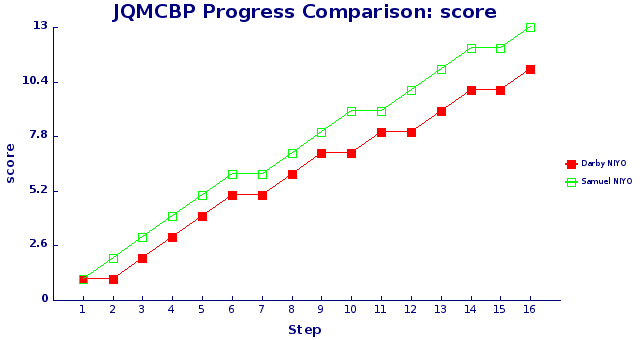 JQMCBP Progress Comparison: score
13
10.4
7.8
5.2
2.6
0
score
1 2 3 4 5 6 7 8 9 10 11 12 13 14 15 16
Step
Darby NIYO
Samuel NIYO